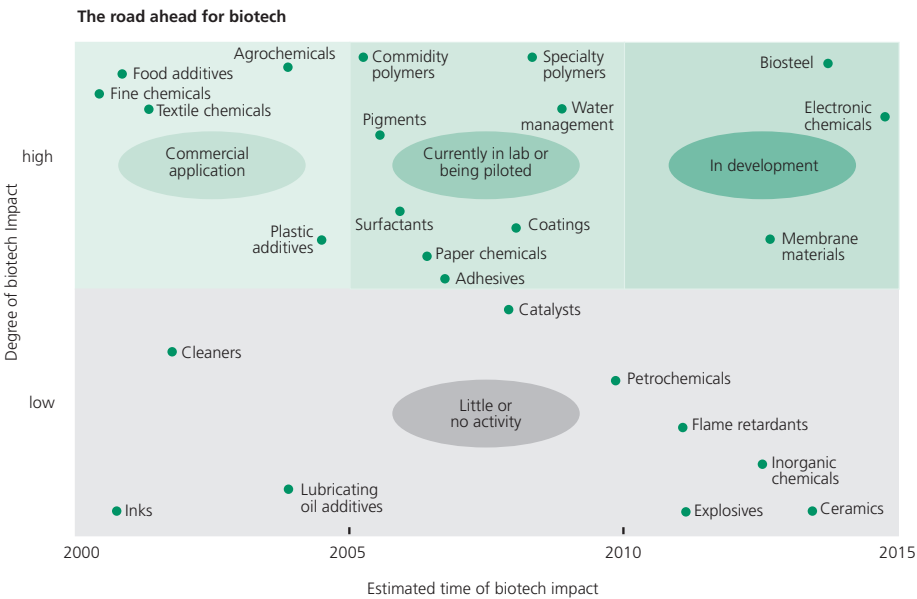 The road ahead for biotech
Agrochemicals
Food additives
Fine chemicals
Textile chemicals
Commercial
application
Plastic
additives
Commidity
polymers
Specialty
polymers
Pigments
Water
management
Currently in lab or
being piloted
Surfactants
Coatings
Paper chemicals
Adhesives
Biosteel
Electronic
chemicals
In development
Membrane
materials
high
Degree of biotech Impact
low
Catalysts
Cleaners
Petrochemicals
Little or
no activity
Flame retardants
Inorganic
chemicals
Lubricating
oil additives
Inks
Explosives
Ceramics
2000
2005
2010
2015
Estimated time of biotech impact